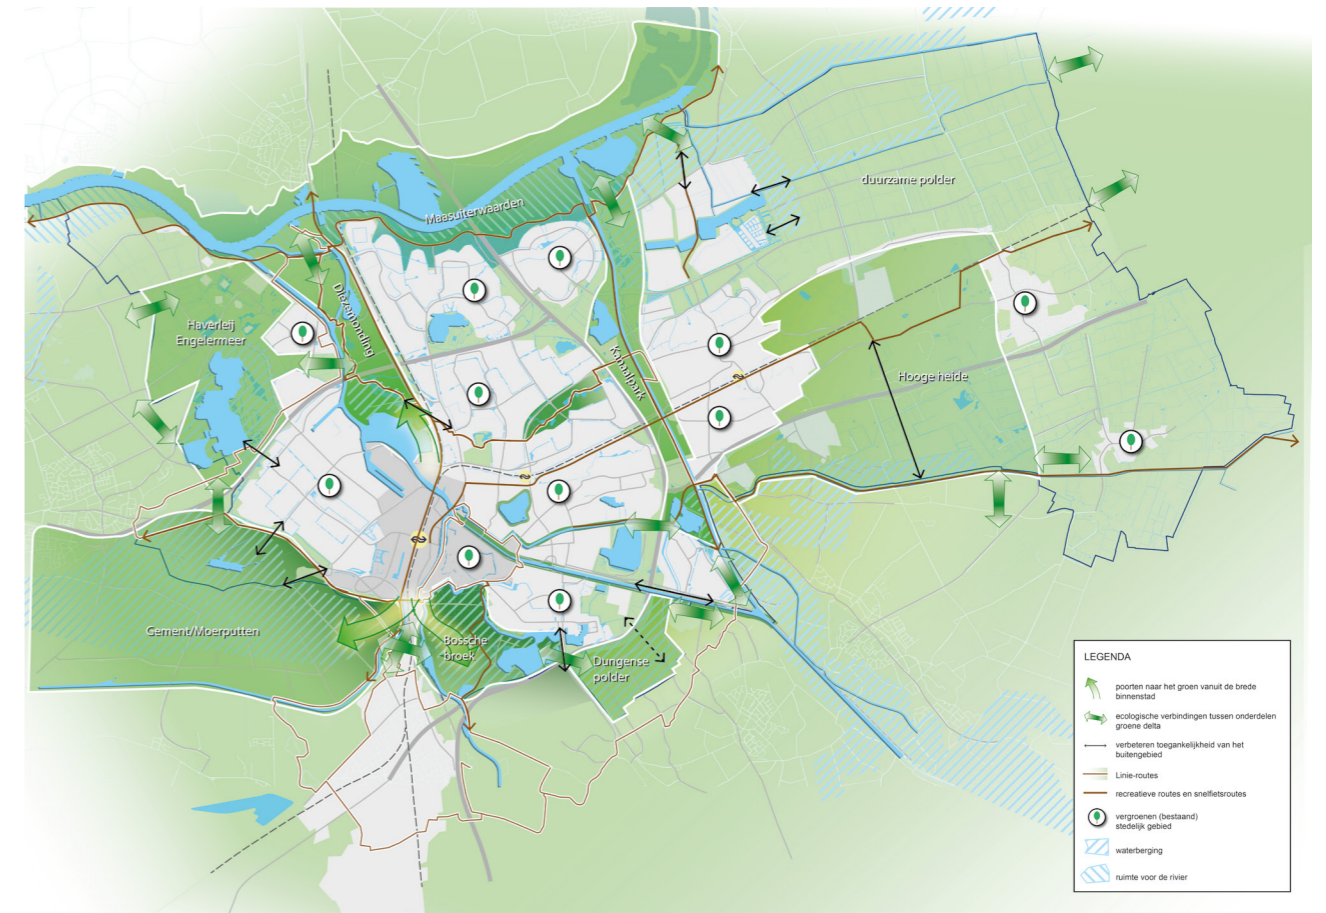 duurzame polder
Maasuiterwaarden
Diezemonding
Haverleij
Engelermeer
Kanaalpark
Hooge heide
Gement/Moerputten
Bossche
broek
Dungense
polder
LEGENDA
poorten naar het groen vanuit de brede
binnenstad
ecologische verbindingen tussen onderdelen
groene delta
verbeteren toegankelijkheid van het
buitengebied
Linie-routes
recreatieve routes en snelfietsroutes
vergroenen (bestaand)
stedelijk gebied
waterberging
ruimte voor de rivier